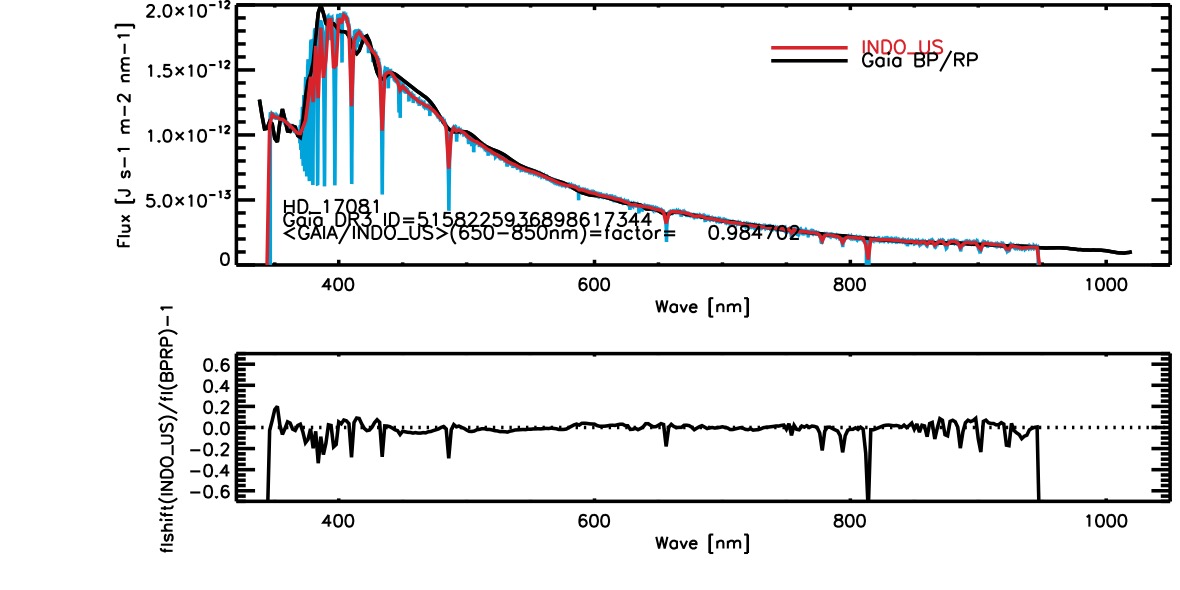 Flux [J s−1 m−2 nm−1]
2.0×10−12
1.5×10−12
1.0×10−12
5.0×10−13
0
INDO_US
Gaia BP/RP
HD_17081
Gaia DR3 ID=5158225936898617344
<GAIA/INDO_US>(650−850nm)=factor= 0.984702
400 600 800 1000
Wave [nm]
flshift(INDO_US)/fl(BPRP)−1
0.6
0.4
0.2
0.0
−0.2
−0.4
−0.6
400 600 800 1000
Wave [nm]